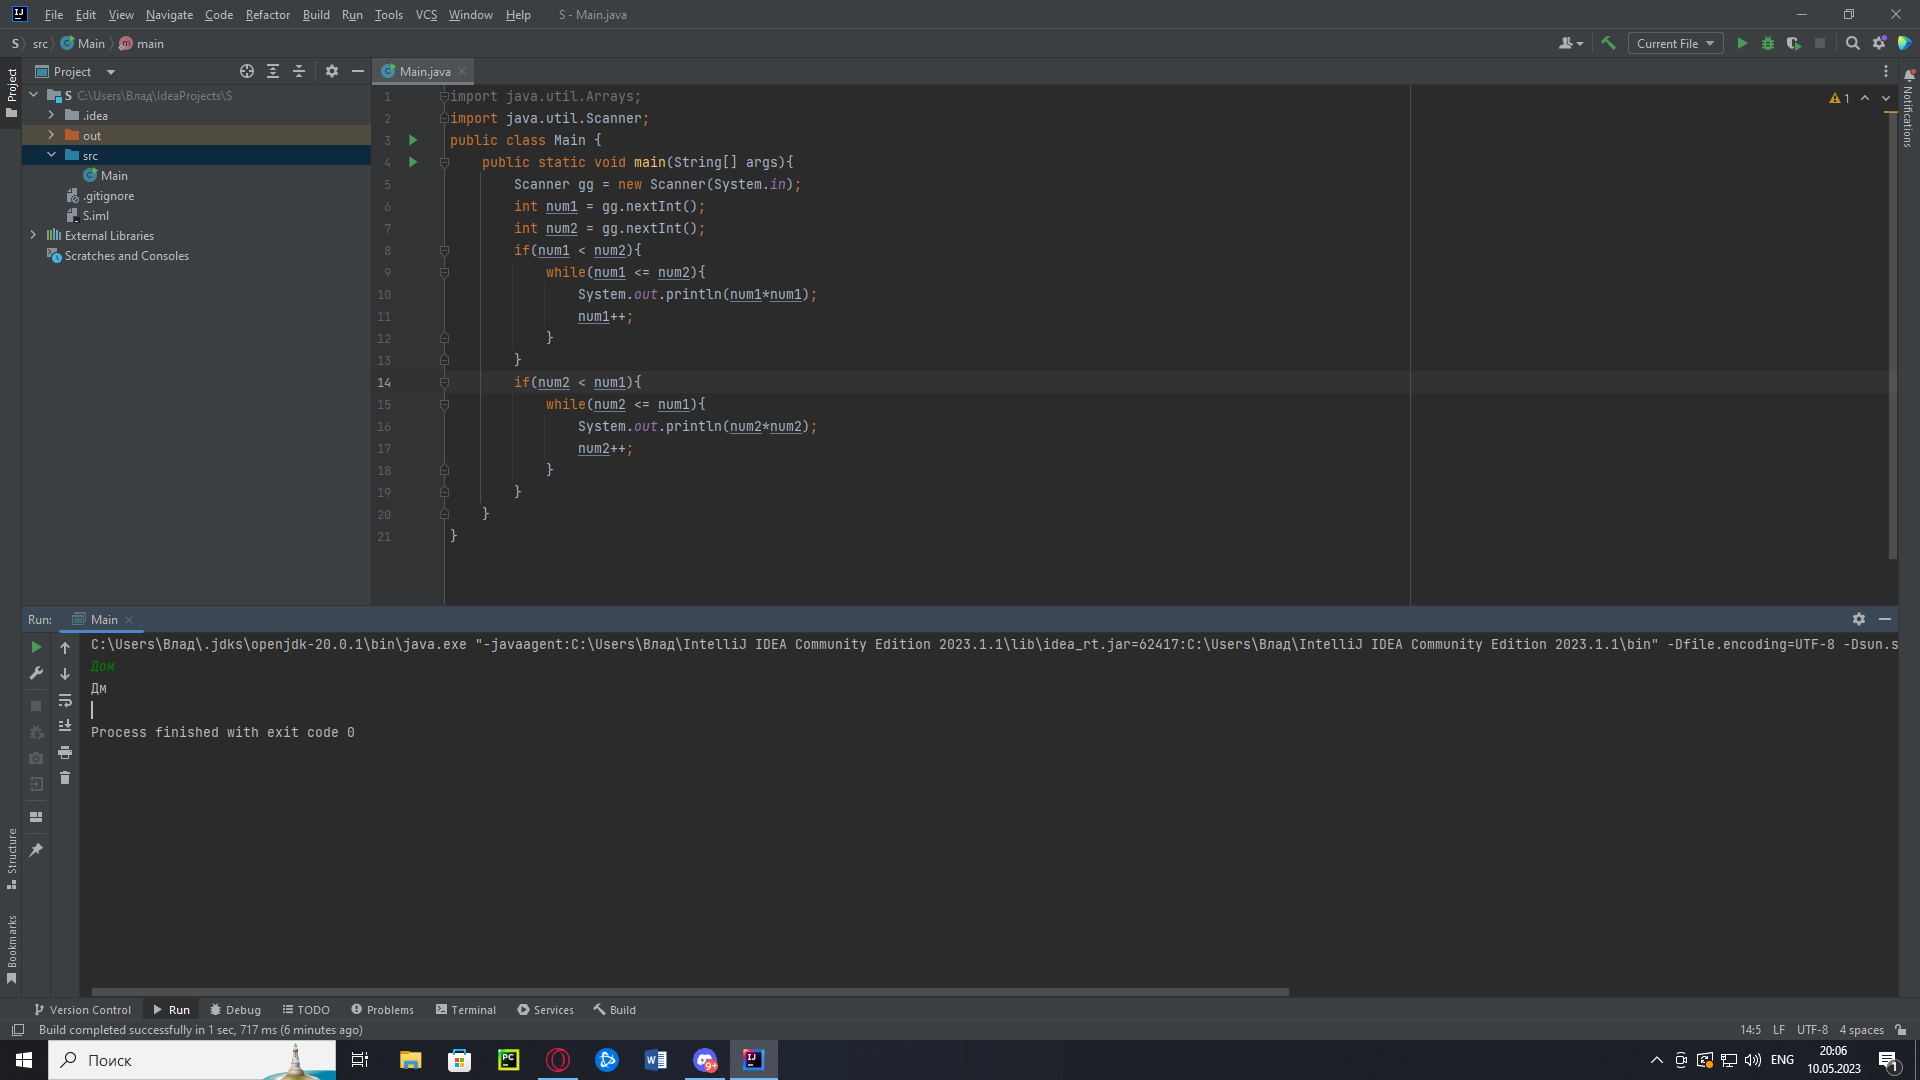 File Edit View Navigate Code Refactor Build Run Tools VCS Window Help S - Main.java
S src Main main Current File
Project Main.java
S C:\Users\Влад\IdeaProjects\S
.idea
out
src
Main
.gitignore
S.iml
External Libraries
Scratches and Consoles
Project
Structure
Bookmarks
Notifications
1
1 import java.util.Arrays;
2 import java.util.Scanner;
3 public class Main {
4 public static void main(String[] args){
5 Scanner gg = new Scanner(System.in);
6 int num1 = gg.nextInt();
7 int num2 = gg.nextInt();
8 if(num1 < num2){
9 while(num1 <= num2){
10 System.out.println(num1*num1);
11 num1++;
12 }
13 }
14 if(num2 < num1){
15 while(num2 <= num1){
16 System.out.println(num2*num2);
17 num2++;
18 }
19 }
20 }
21 }
Run: Main
C:\Users\Влад\.jdks\openjdk-20.0.1\bin\java.exe "-javaagent:C:\Users\Влад\IntelliJ IDEA Community Edition 2023.1.1\lib\idea_rt.jar=62417:C:\Users\Влад\IntelliJ IDEA Community Edition 2023.1.1\bin" -Dfile.encoding=UTF-8 -Dsun.s
Дом
Дм
Process finished with exit code 0
Version Control Run Debug TODO Problems Terminal Services Build
Build completed successfully in 1 sec, 717 ms (6 minutes ago) 14:5 LF UTF-8 4 spaces
Поиск ENG 20:06
10.05.2023
PC
IJ
9+
1